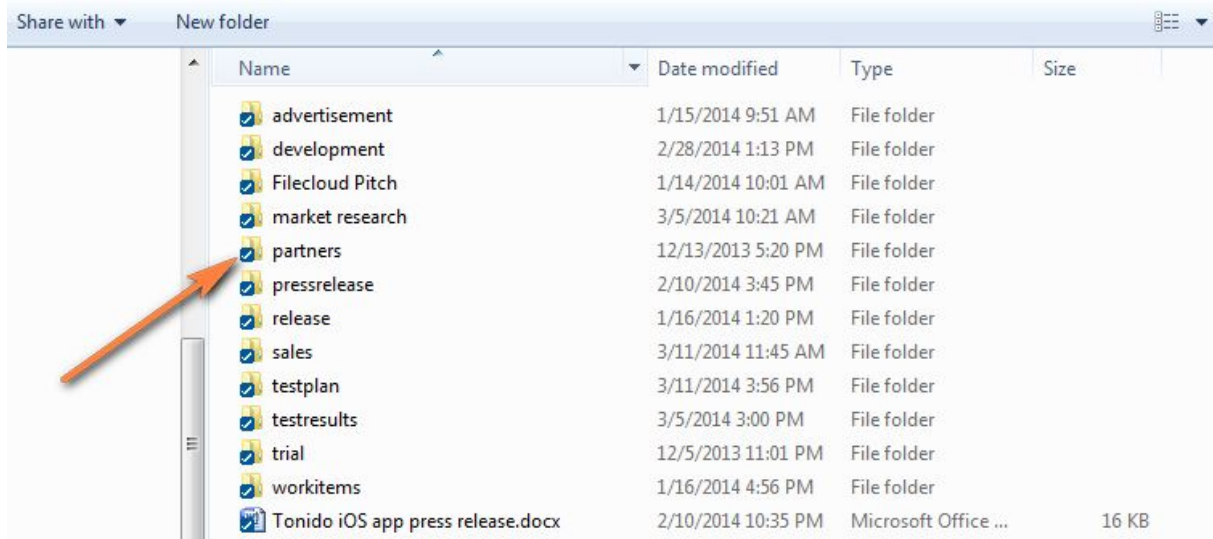 Share with New folder
Name Date modified Type Size
advertisement 1/15/2014 9:51 AM File folder
development 2/28/2014 1:13 PM File folder
Filecloud Pitch 1/14/2014 10:01 AM File folder
market research 3/5/2014 10:21 AM File folder
partners 12/13/2013 5:20 PM File folder
pressrelease 2/10/2014 3:45 PM File folder
release 1/16/2014 1:20 PM File folder
sales 3/11/2014 11:45 AM File folder
testplan 3/11/2014 3:56 PM File folder
testresults 3/5/2014 3:00 PM File folder
trial 12/5/2013 11:01 PM File folder
workitems 1/16/2014 4:56 PM File folder
Tonido iOS app press release.docx 2/10/2014 10:35 PM Microsoft Office ... 16 KB